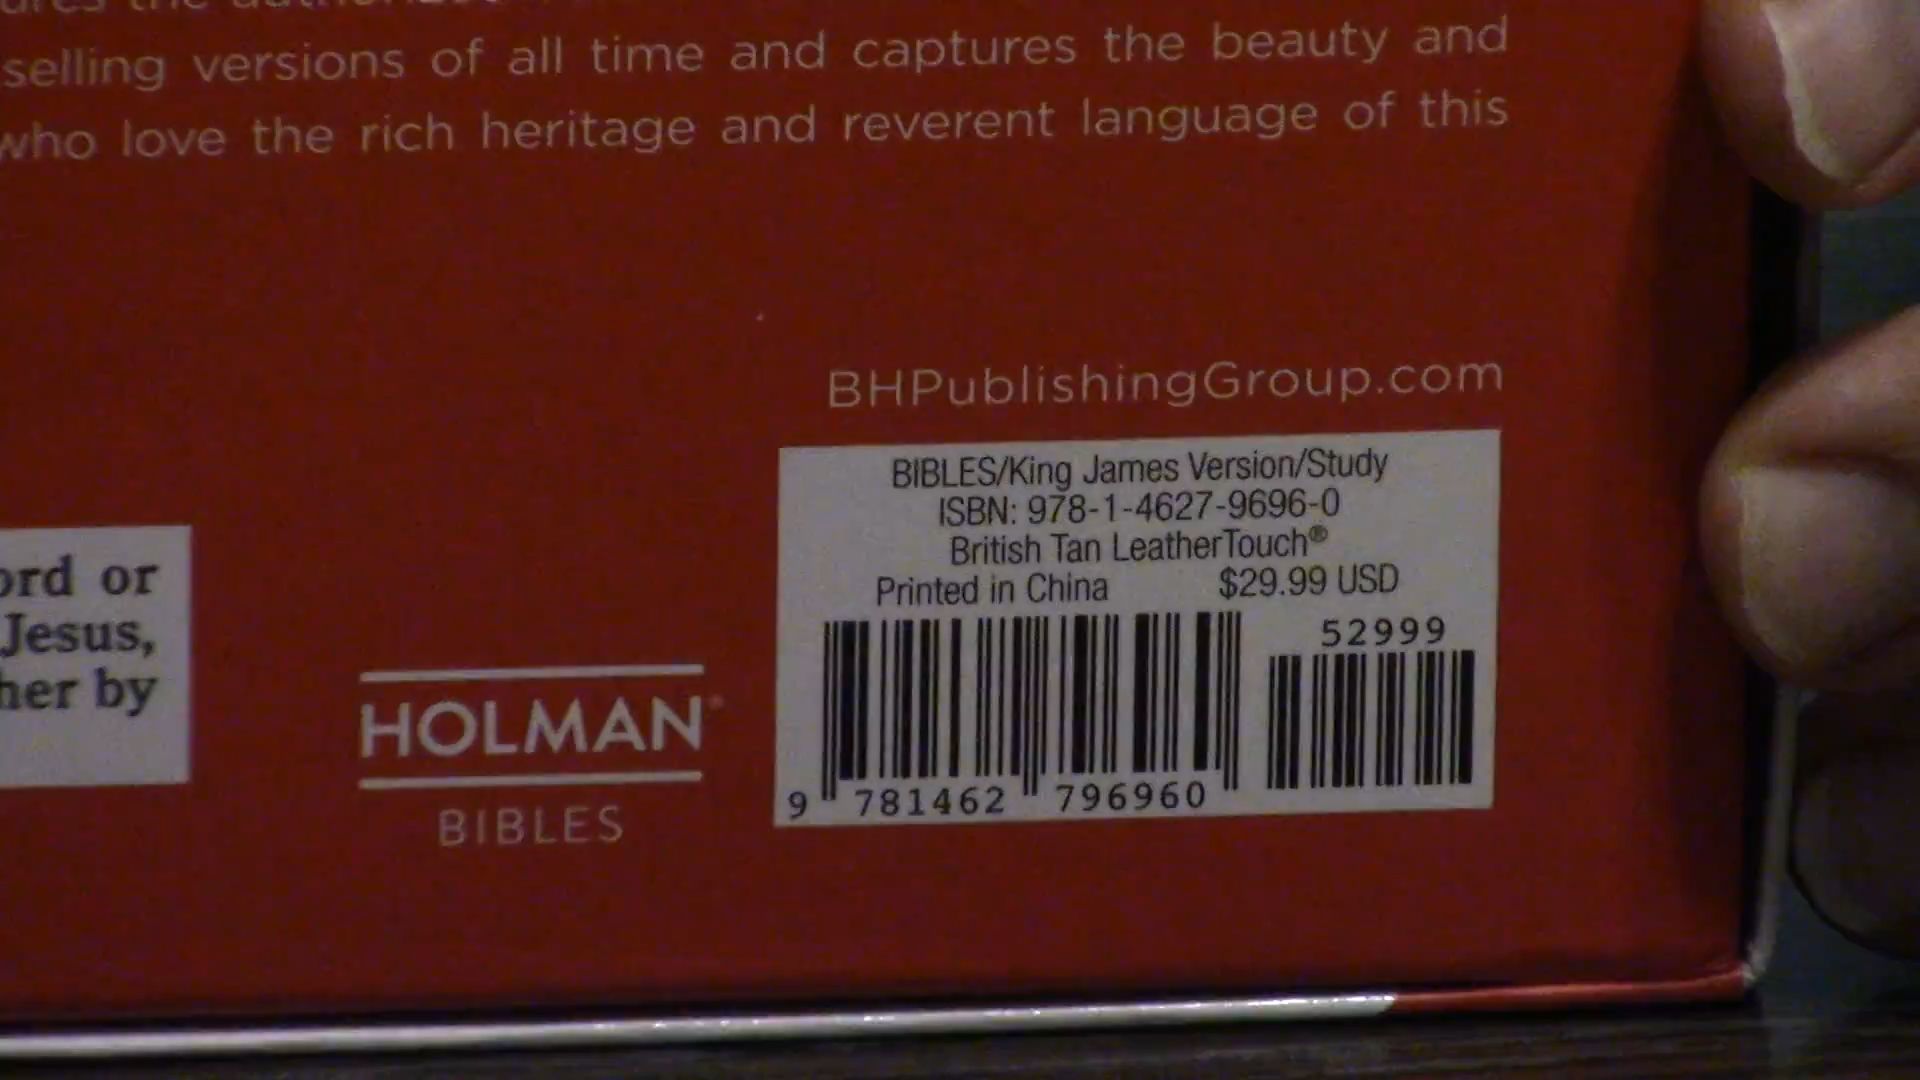 the
selling versions of all time and captures the beauty and
who love the rich heritage and reverent language of this
BHPublishingGroup.com
BIBLES/King James Version/Study
ISBN: 978-1-4627-9696-0
British Tan LeatherTouch®
Printed in China $29.99 USD
52999
9 781462 796960
or
Jesus,
by
HOLMAN
BIBLES